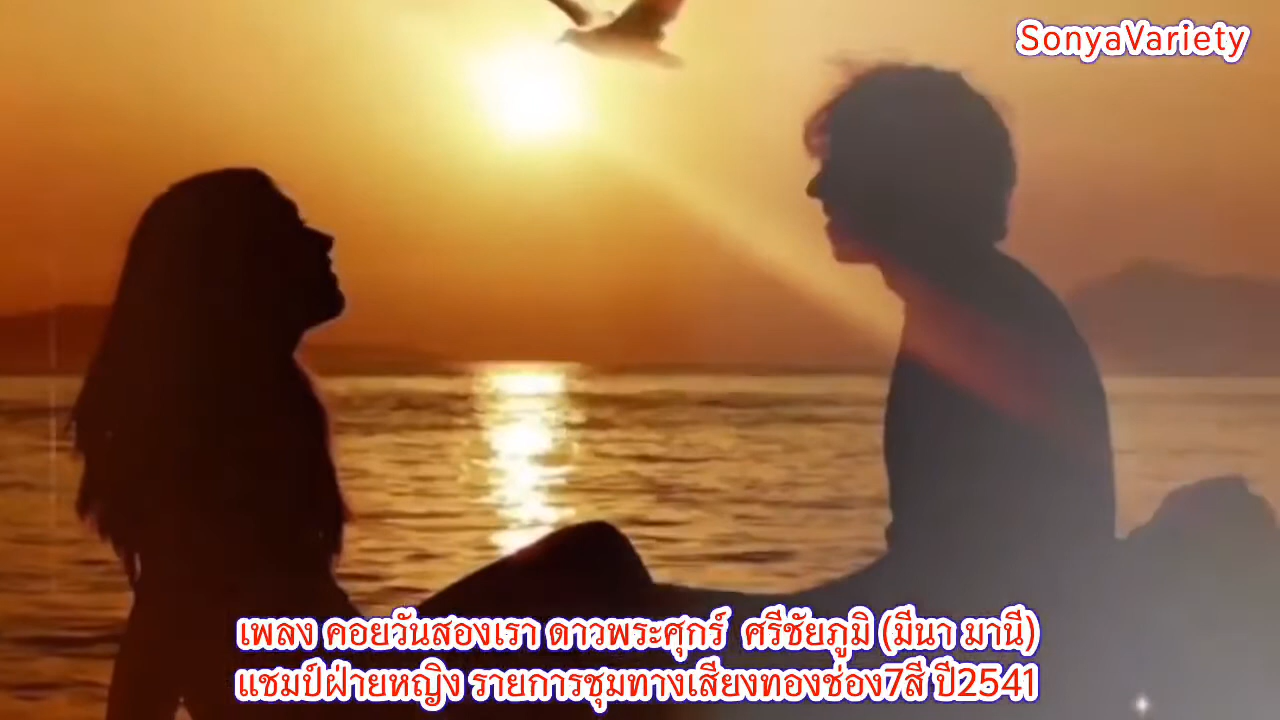 SonyaVariety
เพลง คอยวันสองเรา ดาวพระศุกร์ ศรีชัยภูมิ (มีนา มานี)
แชมป์ฝ่ายหญิง รายการชุมทางเสียงทองช่อง7สี ปี2541